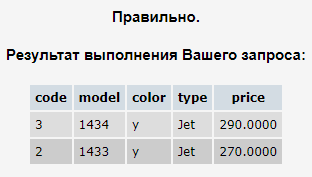 Правильно.
Результат выполнения Вашего запроса:
code model color type price
3 1434 y Jet 290.0000
2 1433 y Jet 270.0000